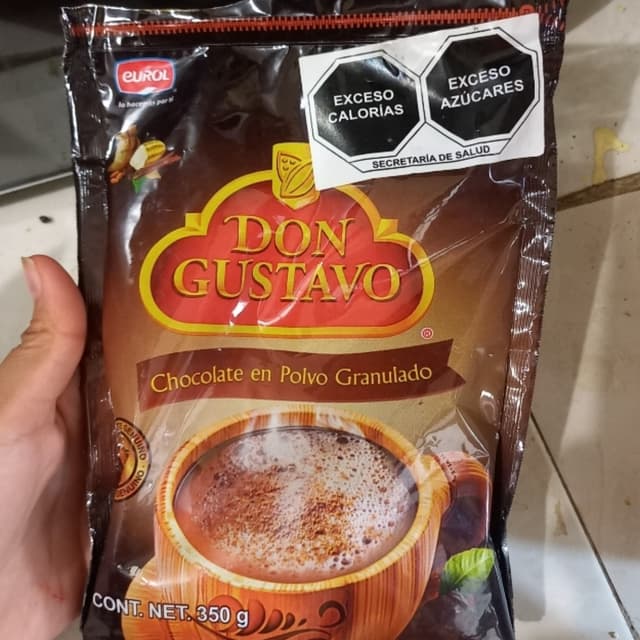 EUROL
lo hacemos por ti
EXCESO
CALORÍAS
EXCESO
AZÚCARES
SECRETARÍA DE SALUD
DON
GUSTAVO
®
Chocolate en Polvo Granulado
CONT. NET. 350 g